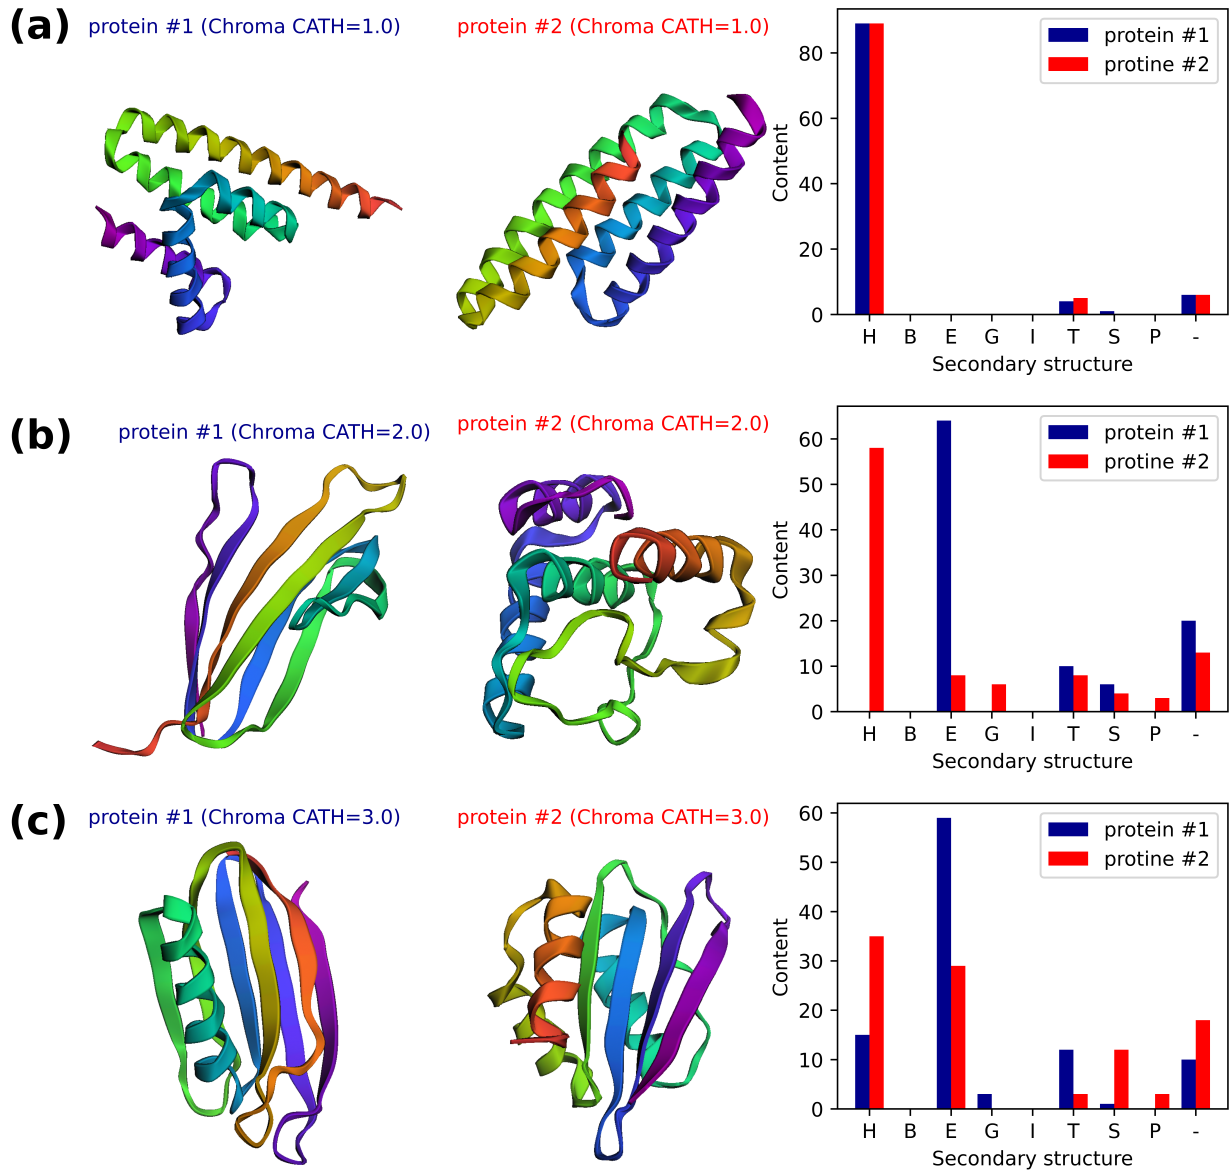 (a)
protein #1 (Chroma CATH=1.0)
protein #2 (Chroma CATH=1.0)
protein #1
protine #2
Content
80
60
40
20
0
H B E G I T S P -
Secondary structure
(b)
protein #1 (Chroma CATH=2.0)
protein #2 (Chroma CATH=2.0)
protein #1
protine #2
Content
60
50
40
30
20
10
0
H B E G I T S P -
Secondary structure
(c)
protein #1 (Chroma CATH=3.0)
protein #2 (Chroma CATH=3.0)
protein #1
protine #2
Content
60
50
40
30
20
10
0
H B E G I T S P -
Secondary structure